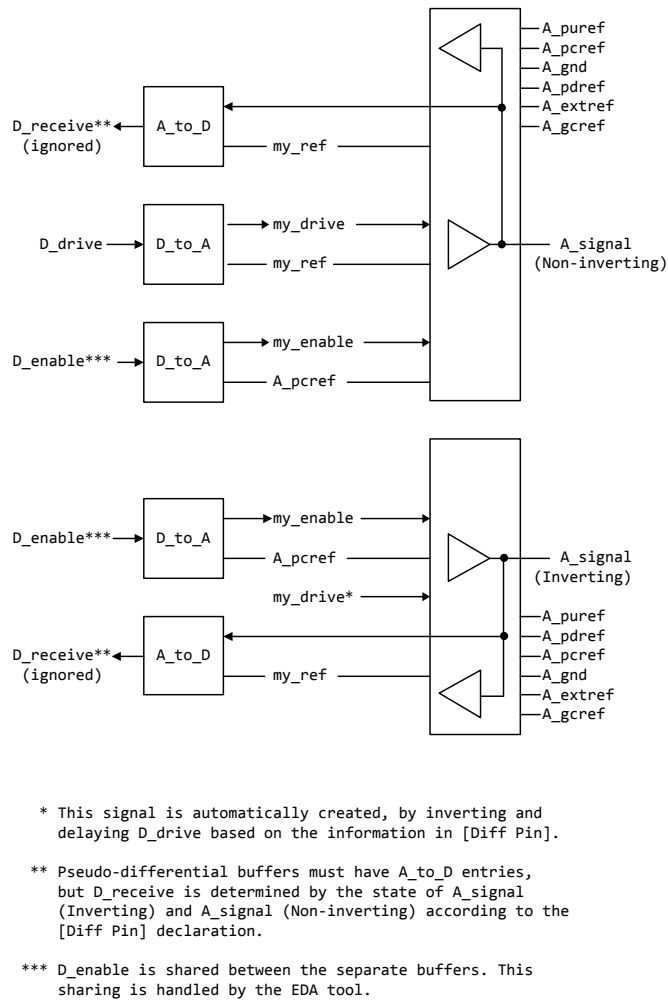 A_puref
A_pcref
A_gnd
A_pdref
D_receive** A_to_D A_extref
(ignored) A_gcref
my_ref
D_drive D_to_A my_drive A_signal
my_ref (Non-inverting)
D_enable*** D_to_A my_enable
A_pcref
D_enable*** D_to_A my_enable
A_pcref A_signal
(Inverting)
my_drive*
A_puref
D_receive** A_to_D A_pdref
(ignored) A_pcref
my_ref A_gnd
A_extref
A_gcref
* This signal is automatically created, by inverting and
delaying D_drive based on the information in [Diff Pin].
** Pseudo-differential buffers must have A_to_D entries,
but D_receive is determined by the state of A_signal
(Inverting) and A_signal (Non-inverting) according to the
[Diff Pin] declaration.
*** D_enable is shared between the separate buffers. This
sharing is handled by the EDA tool.